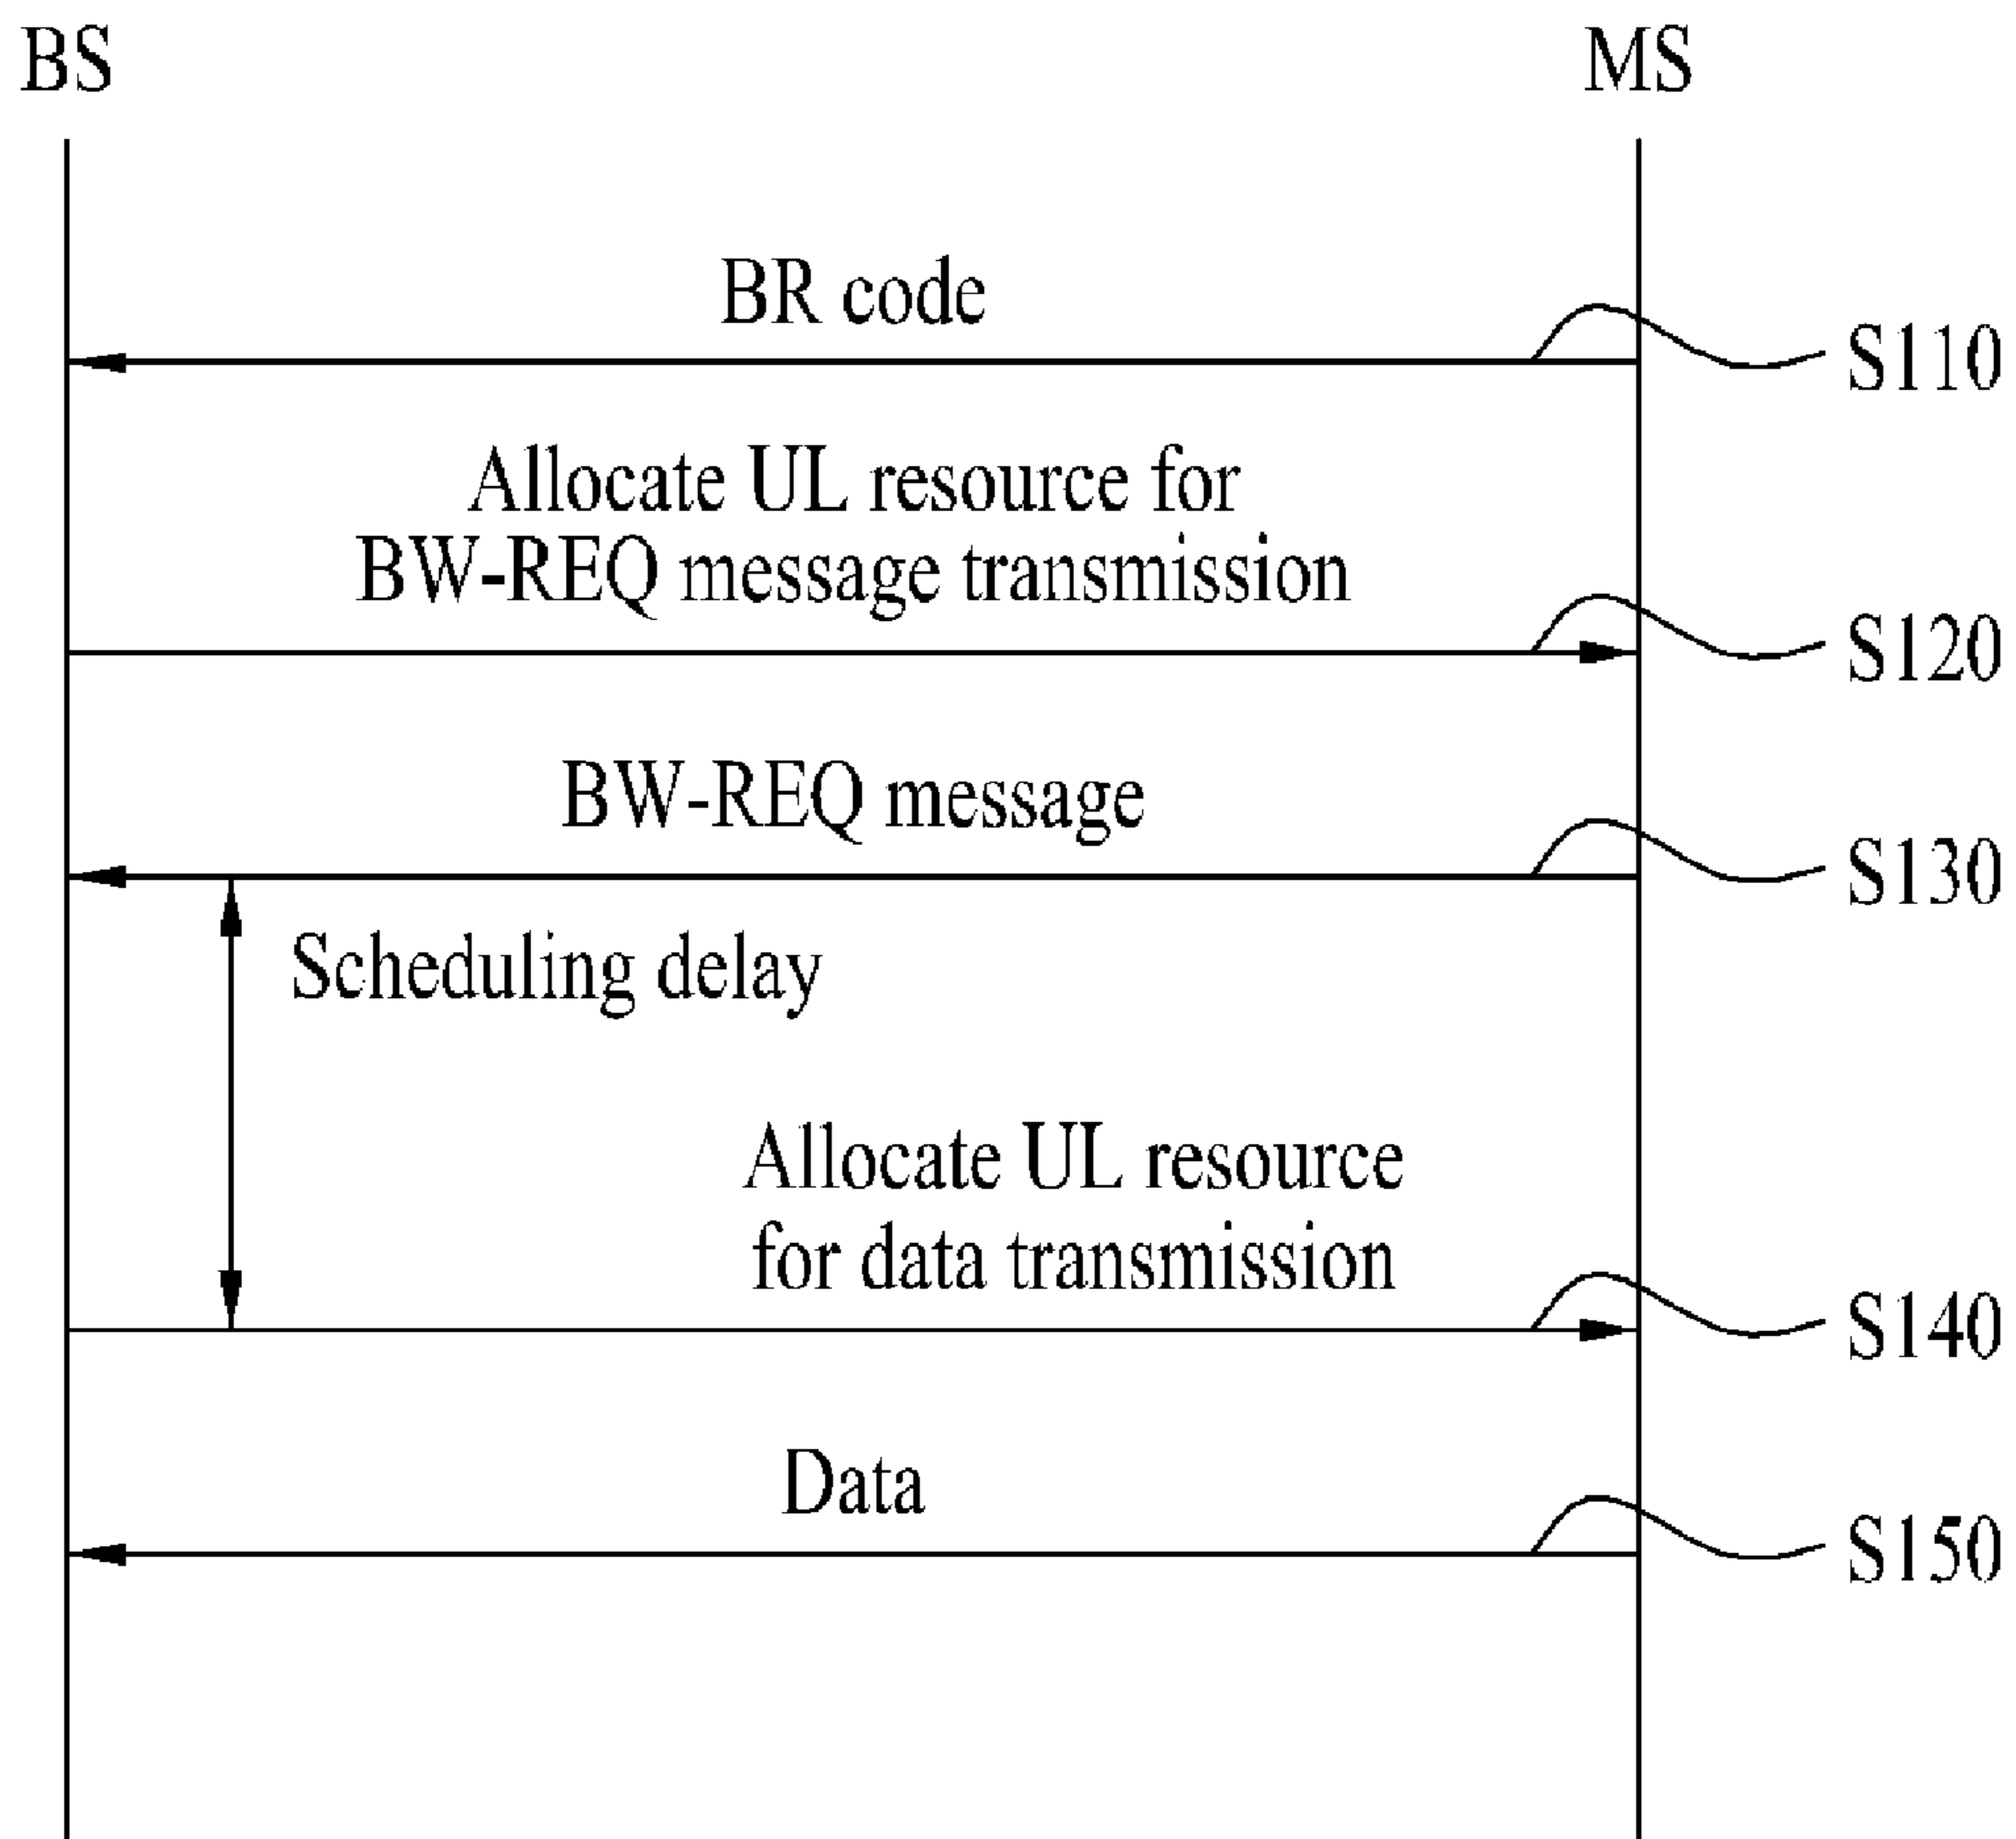 BS
MS
BR code
S110
Allocate UL resource for
BW-REQ message transmission
S120
BW-REQ message
S130
Scheduling delay
Allocate UL resource
for data transmission
S140
Data
S150